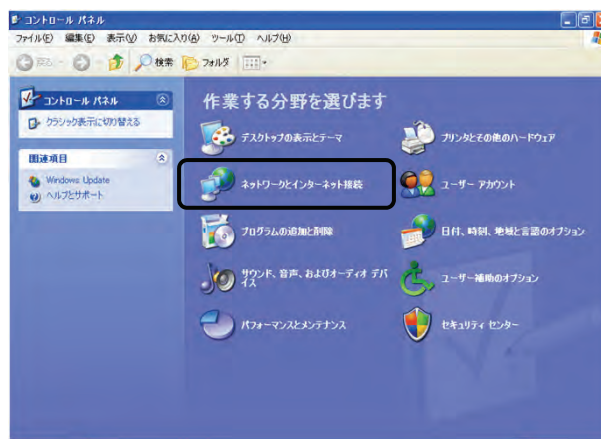 コントロール パネル
ファイル(F) 編集(E) 表示(V) お気に入り(A) ツール(T) ヘルプ(H)
戻る 検索 フォルダ
コントロール パネル
クラシック表示に切り替える
関連項目
Windows Update
ヘルプとサポート
作業する分野を選びます
デスクトップの表示とテーマ
プリンタとその他のハードウェア
ネットワークとインターネット接続
ユーザー アカウント
プログラムの追加と削除
日付、時刻、地域と言語のオプション
サウンド、音声、およびオーディオ デバ
イス
ユーザー補助のオプション
パフォーマンスとメンテナンス
セキュリティ センター